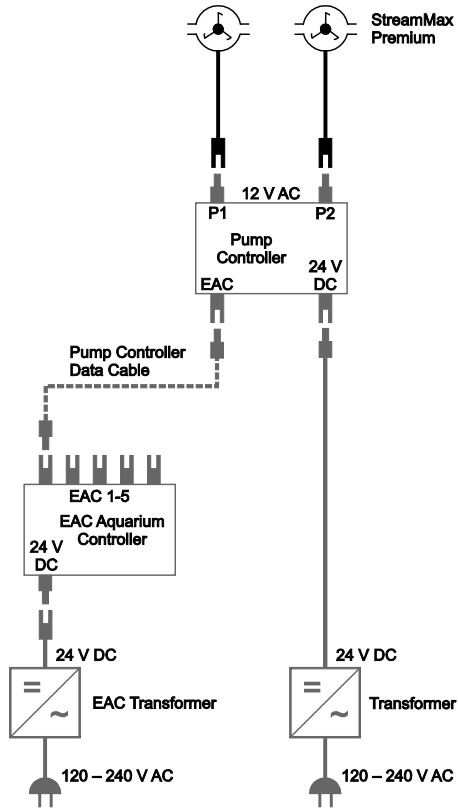 StreamMax
Premium
12 V AC
P1
P2
Pump
Controller
24 V
EAC
DC
Pump Controller
Data Cable
EAC 1-5
EAC Aquarium
Controller
24 V
DC
24 V DC
24 V DC
EAC Transformer
Transformer
120 – 240 V AC
120 – 240 V AC